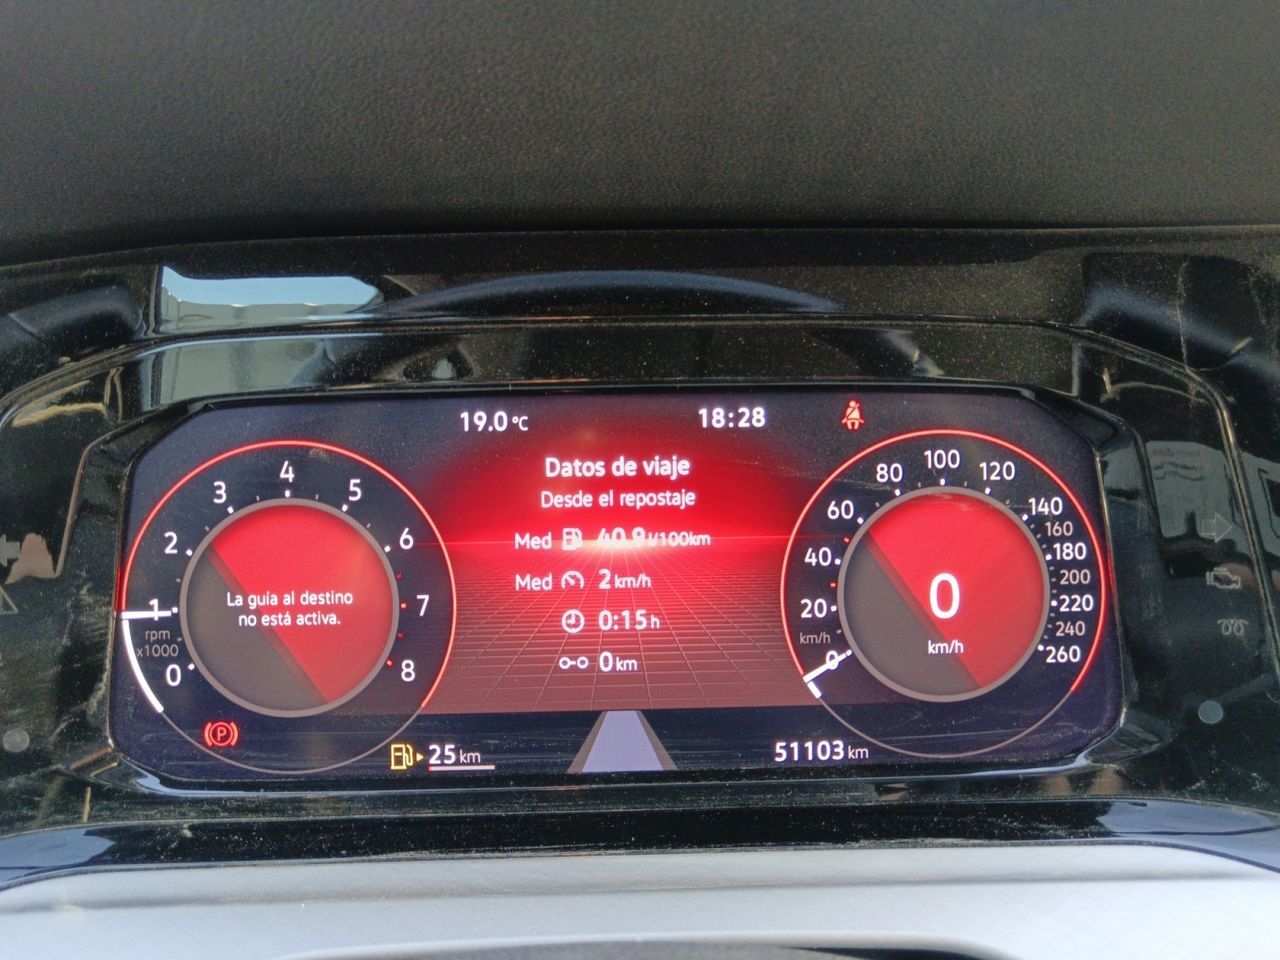 19.0 °C
18:28
Datos de viaje
Desde el repostaje
Med 40.9 l/100km
Med 2 km/h
0:15 h
0 km
La guía al destino
no está activa.
0
1
2
3
4
5
6
7
8
rpm
x1000
0
20
40
60
80
100
120
140
160
180
200
220
240
260
km/h
0
km/h
P
25 km
51103 km